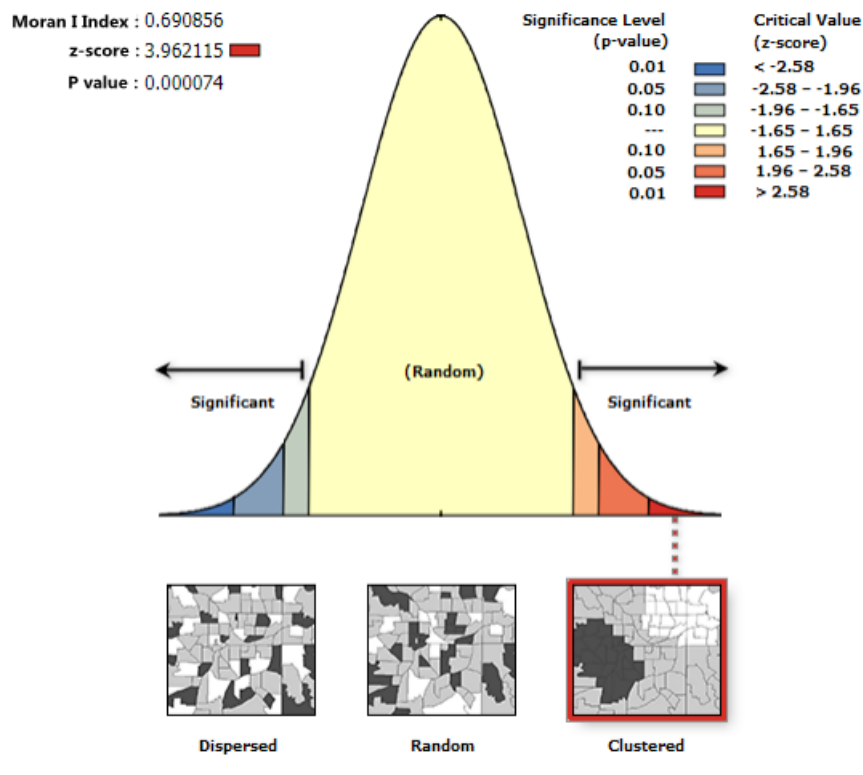 Moran I Index : 0.690856
z-score : 3.962115
P value : 0.000074
Significance Level
(p-value)
Critical Value
(z-score)
0.01 < -2.58
0.05 -2.58 – -1.96
0.10 -1.96 – -1.65
--- -1.65 – 1.65
0.10 1.65 – 1.96
0.05 1.96 – 2.58
0.01 > 2.58
(Random)
Significant
Significant
Dispersed
Random
Clustered